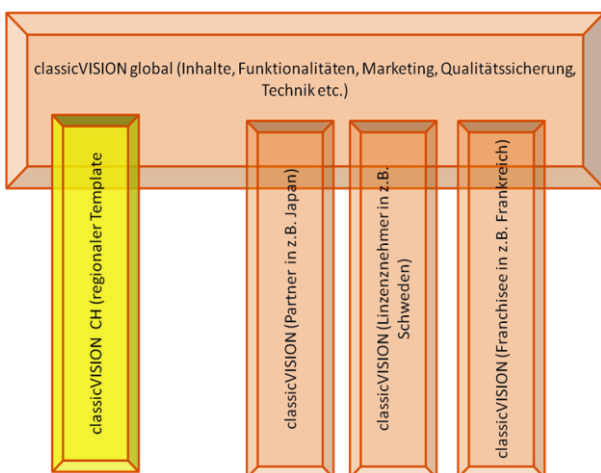 classicVISION global (Inhalte, Funktionalitäten, Marketing, Qualitätssicherung,
Technik etc.)
classicVISION  CH (regionaler Template
classicVISION (Partner in z.B. Japan)
classicVISION (Linzenznehmer in z.B.
Schweden)
classicVISION (Franchisee in z.B. Frankreich)